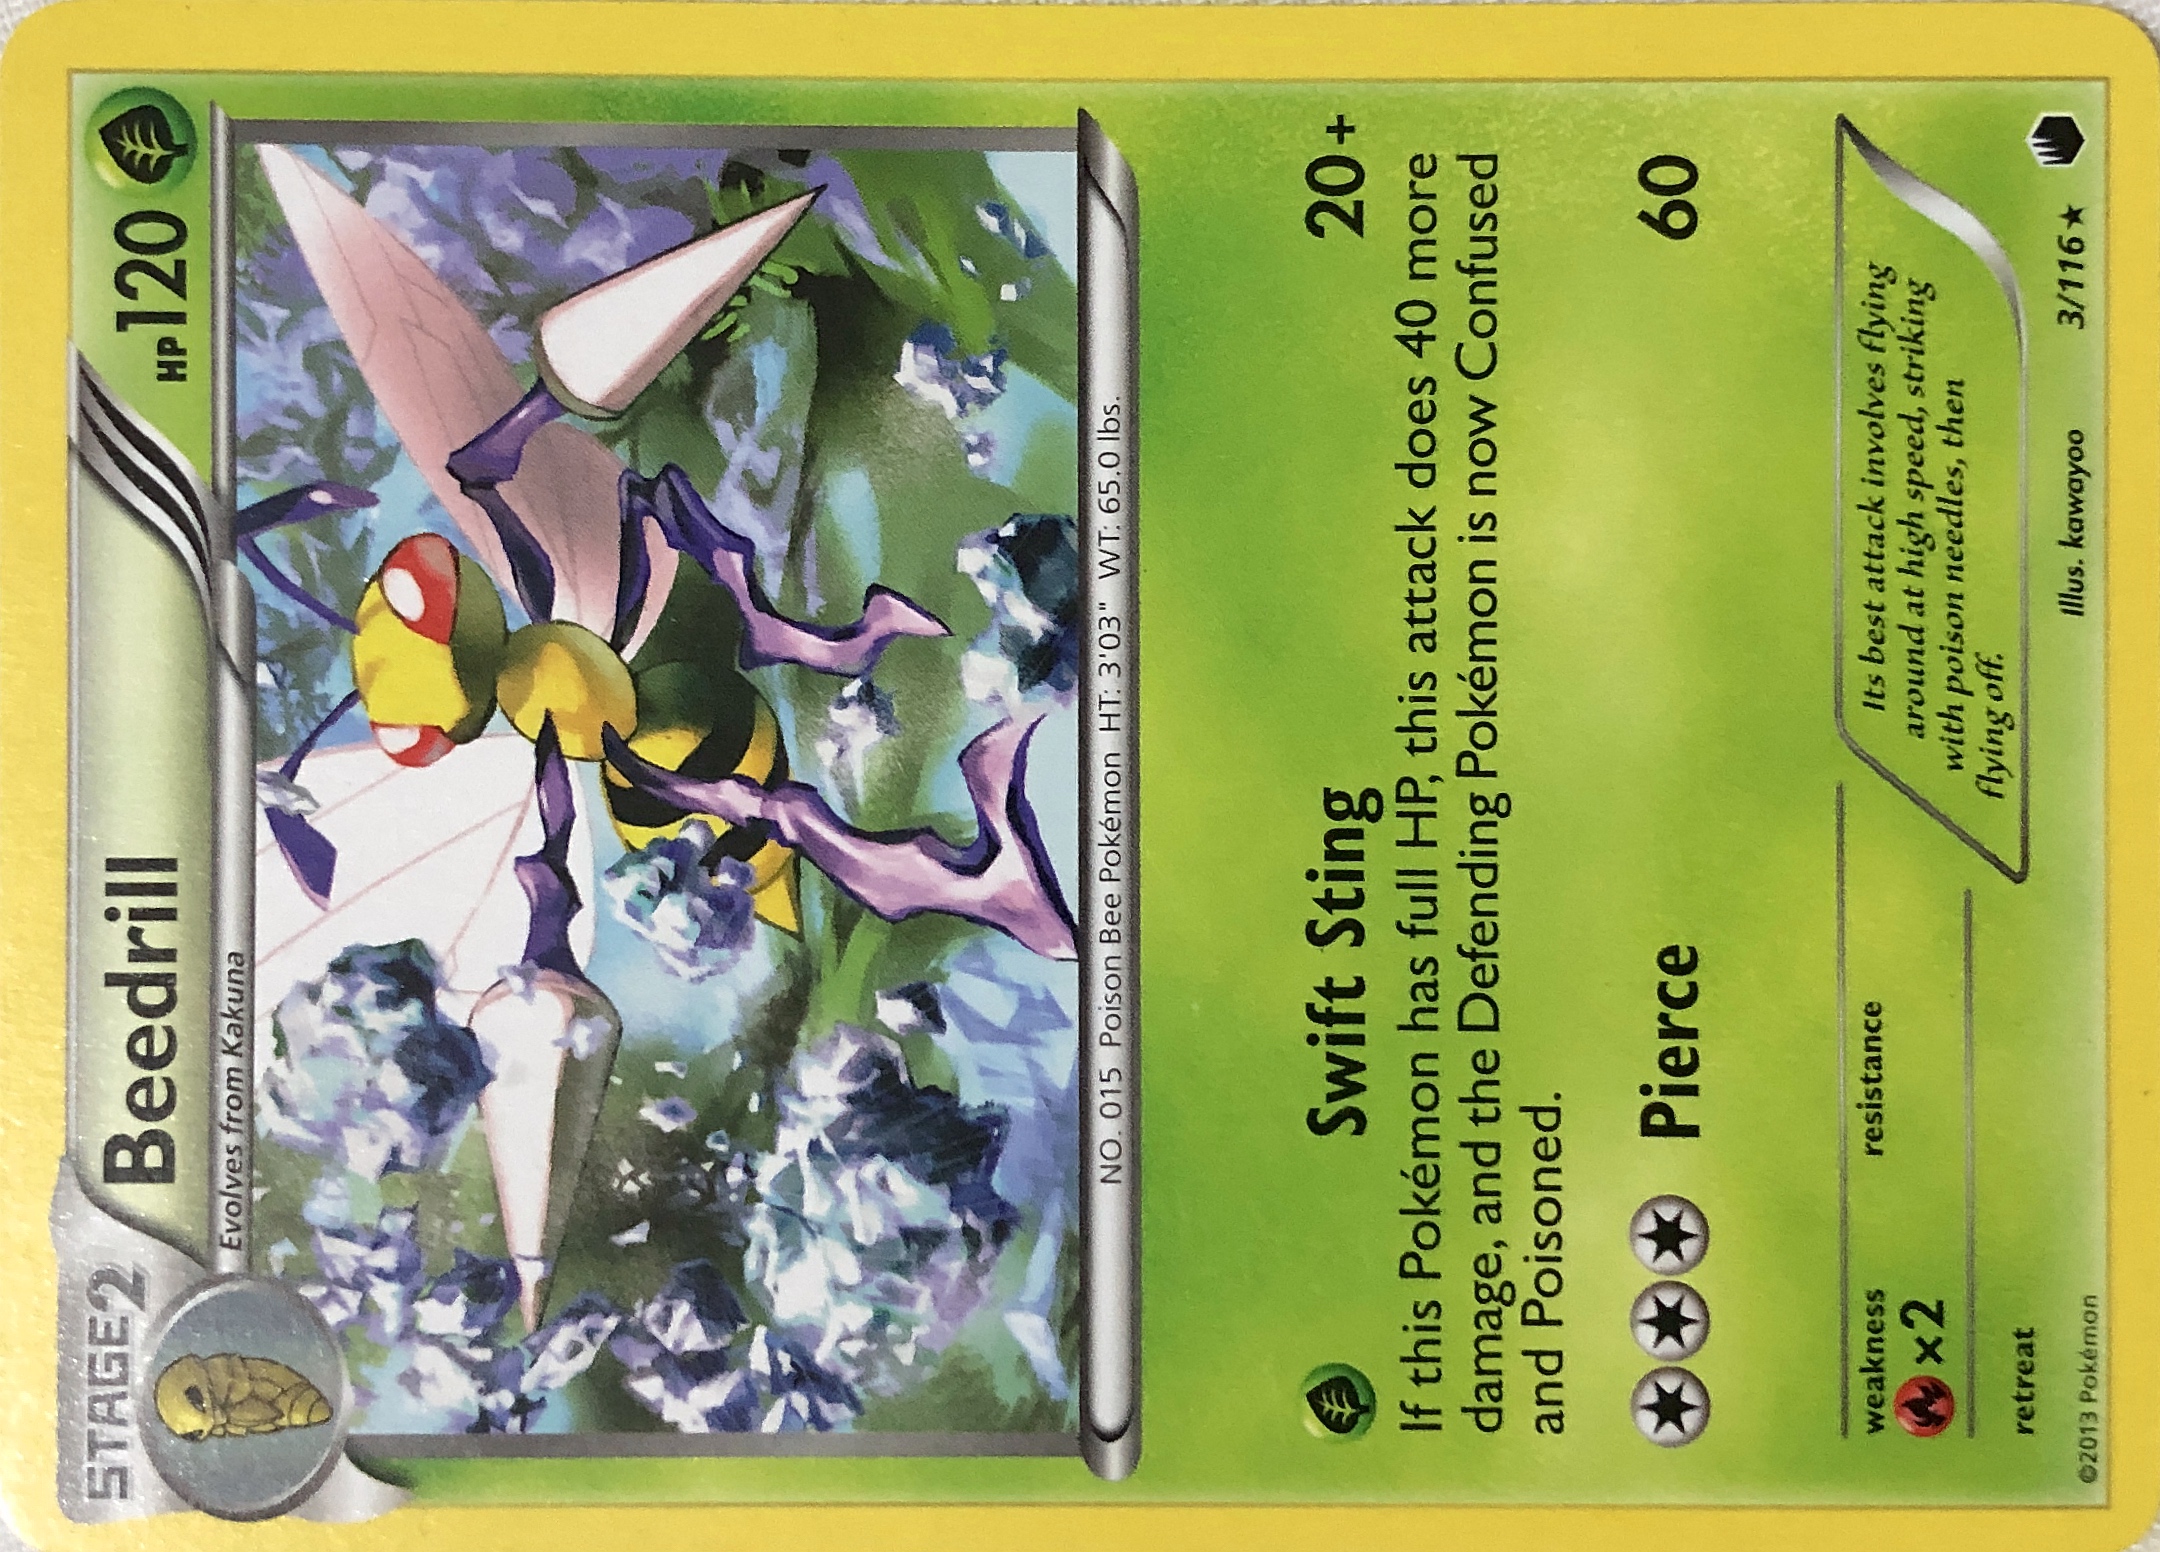 STAGE2
Beedrill
HP120
Evolves from Kakuna
NO. 015 Poison Bee Pokémon HT: 3'03" WT: 65.0 lbs.
Swift Sting 20+
If this Pokémon has full HP, this attack does 40 more
damage, and the Defending Pokémon is now Confused
and Poisoned.
Pierce 60
weakness resistance
×2
retreat
Its best attack involves flying
around at high speed, striking
with poison needles, then
flying off.
Illus. kawayoo 3/116★
©2013 Pokémon